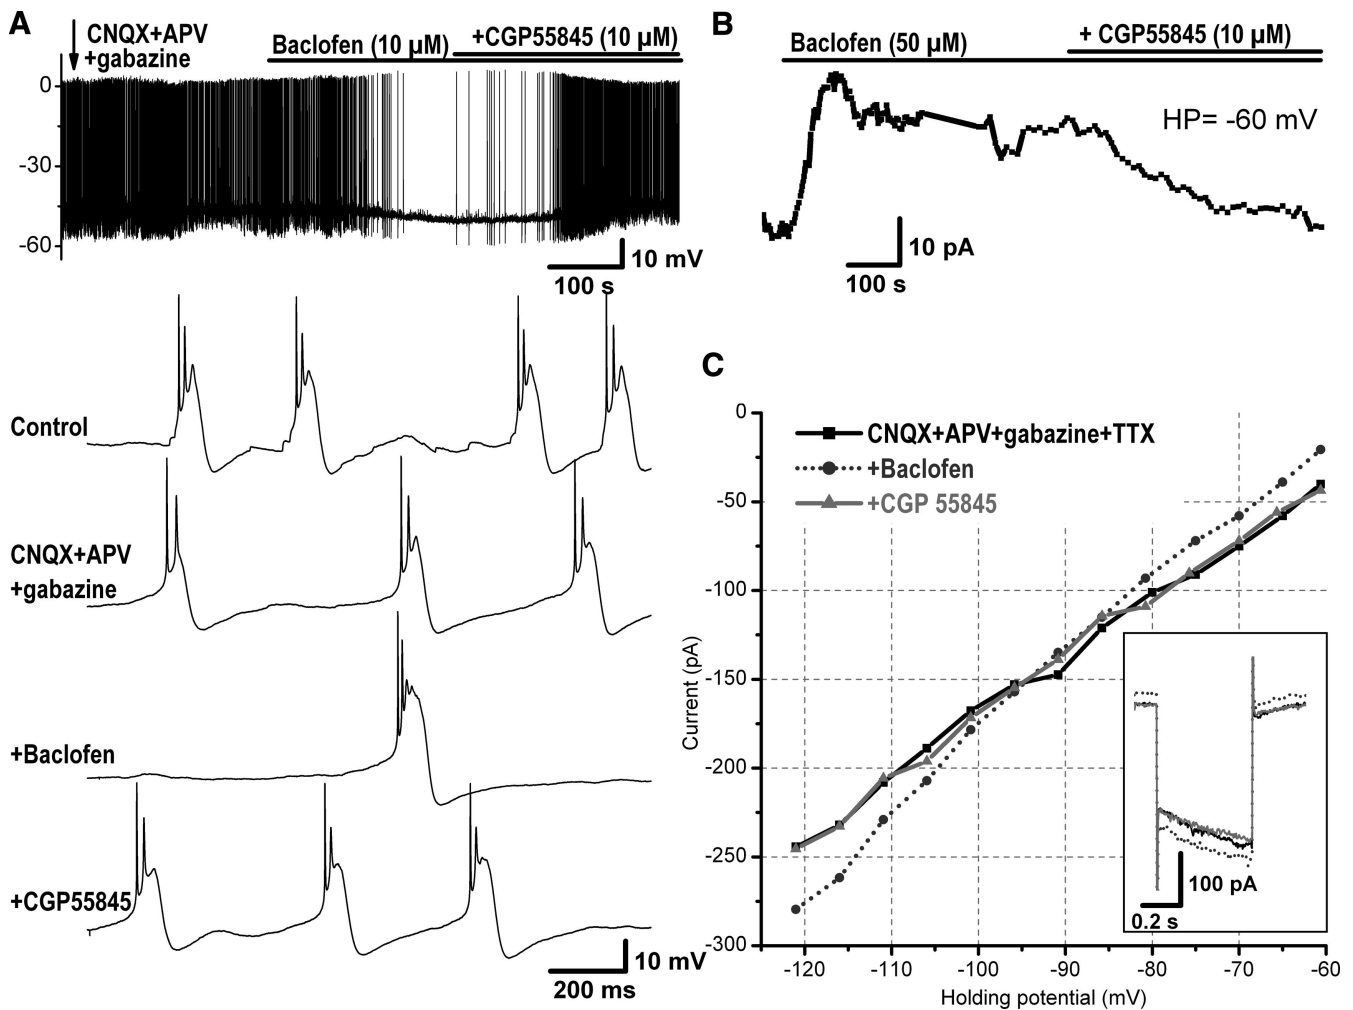 A
CNQX+APV
+gabazine
Baclofen (10 µM)
+CGP55845 (10 µM)
0
-30
-60
10 mV
100 s
Control
CNQX+APV
+gabazine
+Baclofen
+CGP55845
10 mV
200 ms
B
Baclofen (50 µM)
+ CGP55845 (10 µM)
HP= -60 mV
10 pA
100 s
C
CNQX+APV+gabazine+TTX
+Baclofen
+CGP 55845
0
-50
-100
-150
-200
-250
-300
Current (pA)
100 pA
0.2 s
-120
-110
-100
-90
-80
-70
-60
Holding potential (mV)